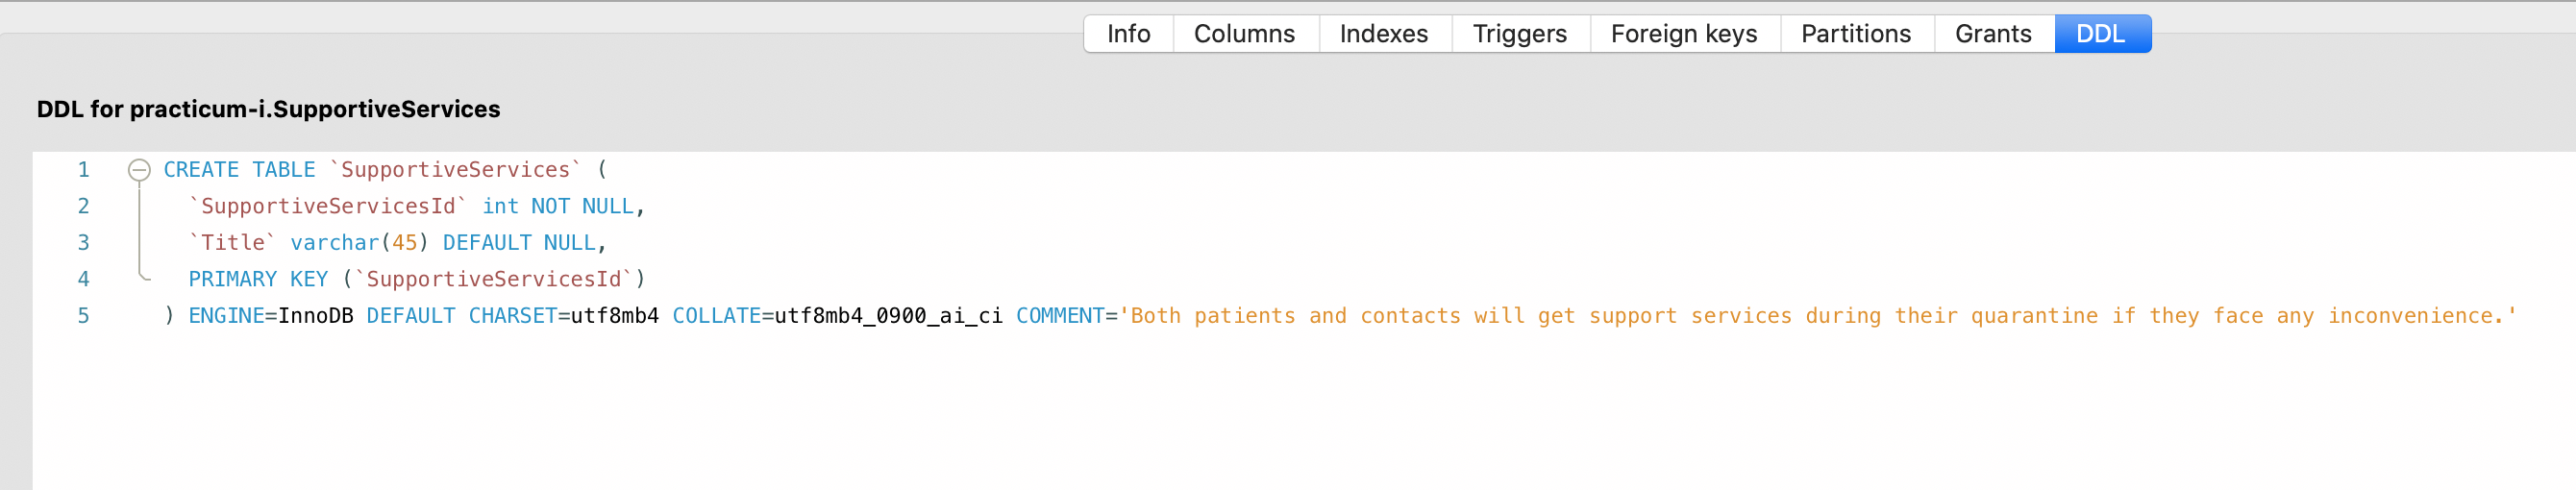 Info Columns Indexes Triggers Foreign keys Partitions Grants DDL
DDL for practicum-i.SupportiveServices
1 CREATE TABLE `SupportiveServices` (
2 `SupportiveServicesId` int NOT NULL,
3 `Title` varchar(45) DEFAULT NULL,
4 PRIMARY KEY (`SupportiveServicesId`)
5 ) ENGINE=InnoDB DEFAULT CHARSET=utf8mb4 COLLATE=utf8mb4_0900_ai_ci COMMENT='Both patients and contacts will get support services during their quarantine if they face any inconvenience.'